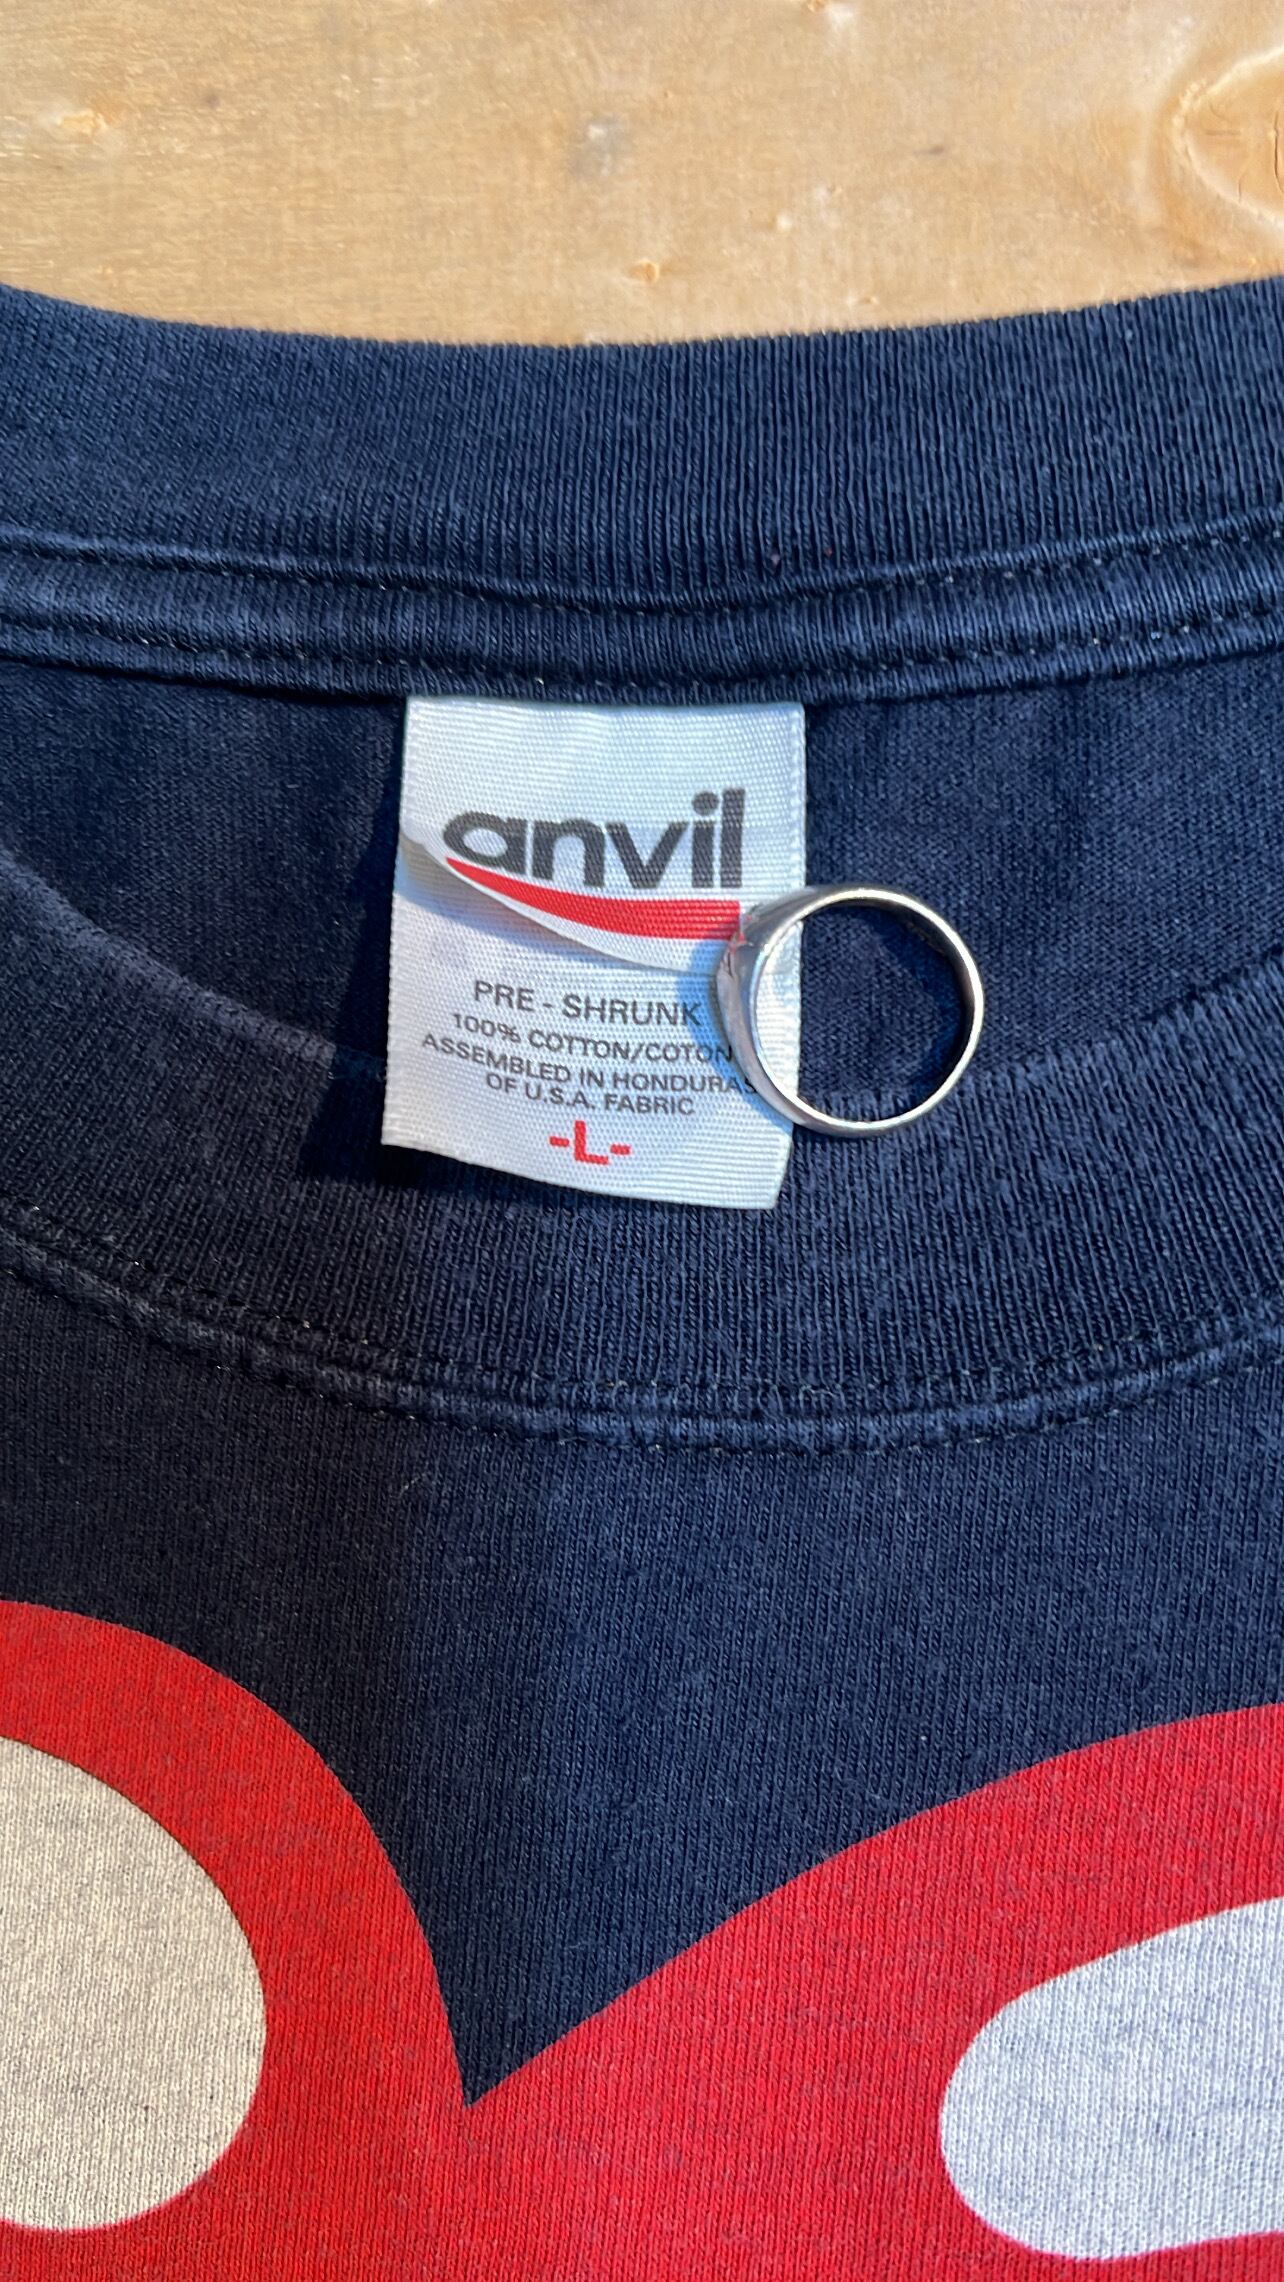 anvil
PRE - SHRUNK
100% COTTON/COTON
ASSEMBLED IN HONDURAS
OF U.S.A. FABRIC
-L-